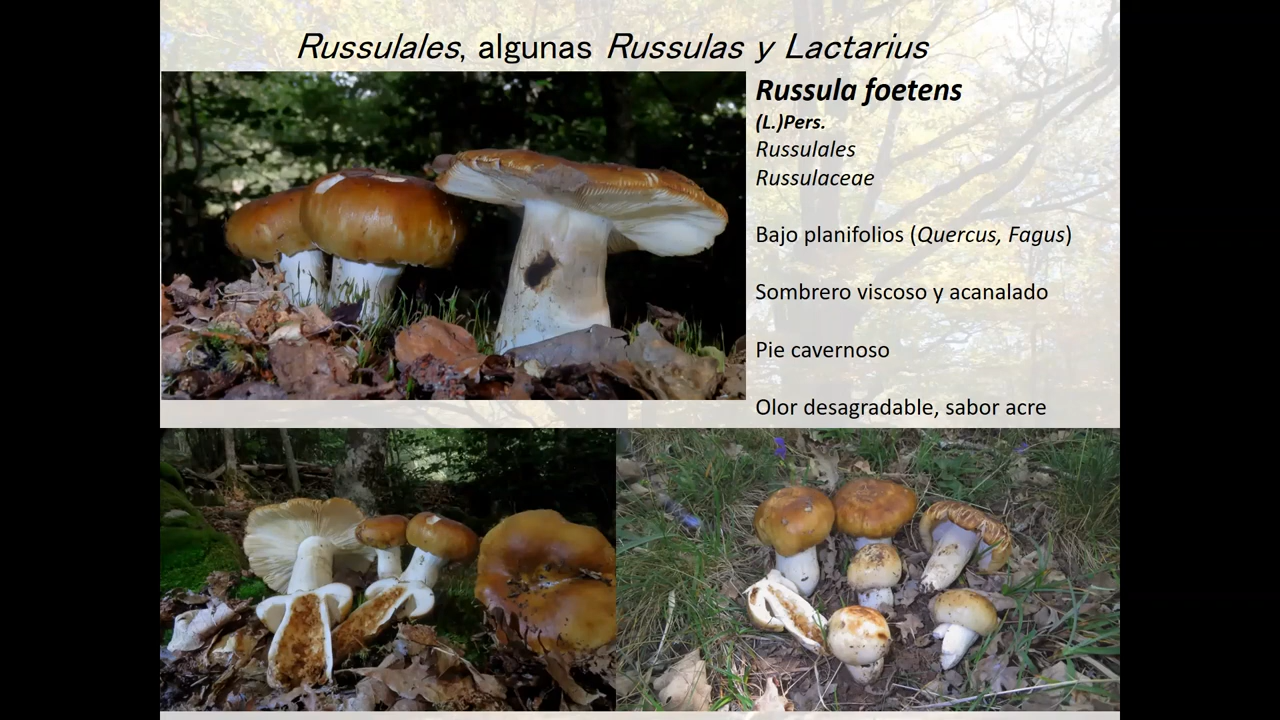 Russulales, algunas Russulas y Lactarius
Russula foetens
(L.)Pers.
Russulales
Russulaceae
Bajo planifolios (Quercus, Fagus)
Sombrero viscoso y acanalado
Pie cavernoso
Olor desagradable, sabor acre